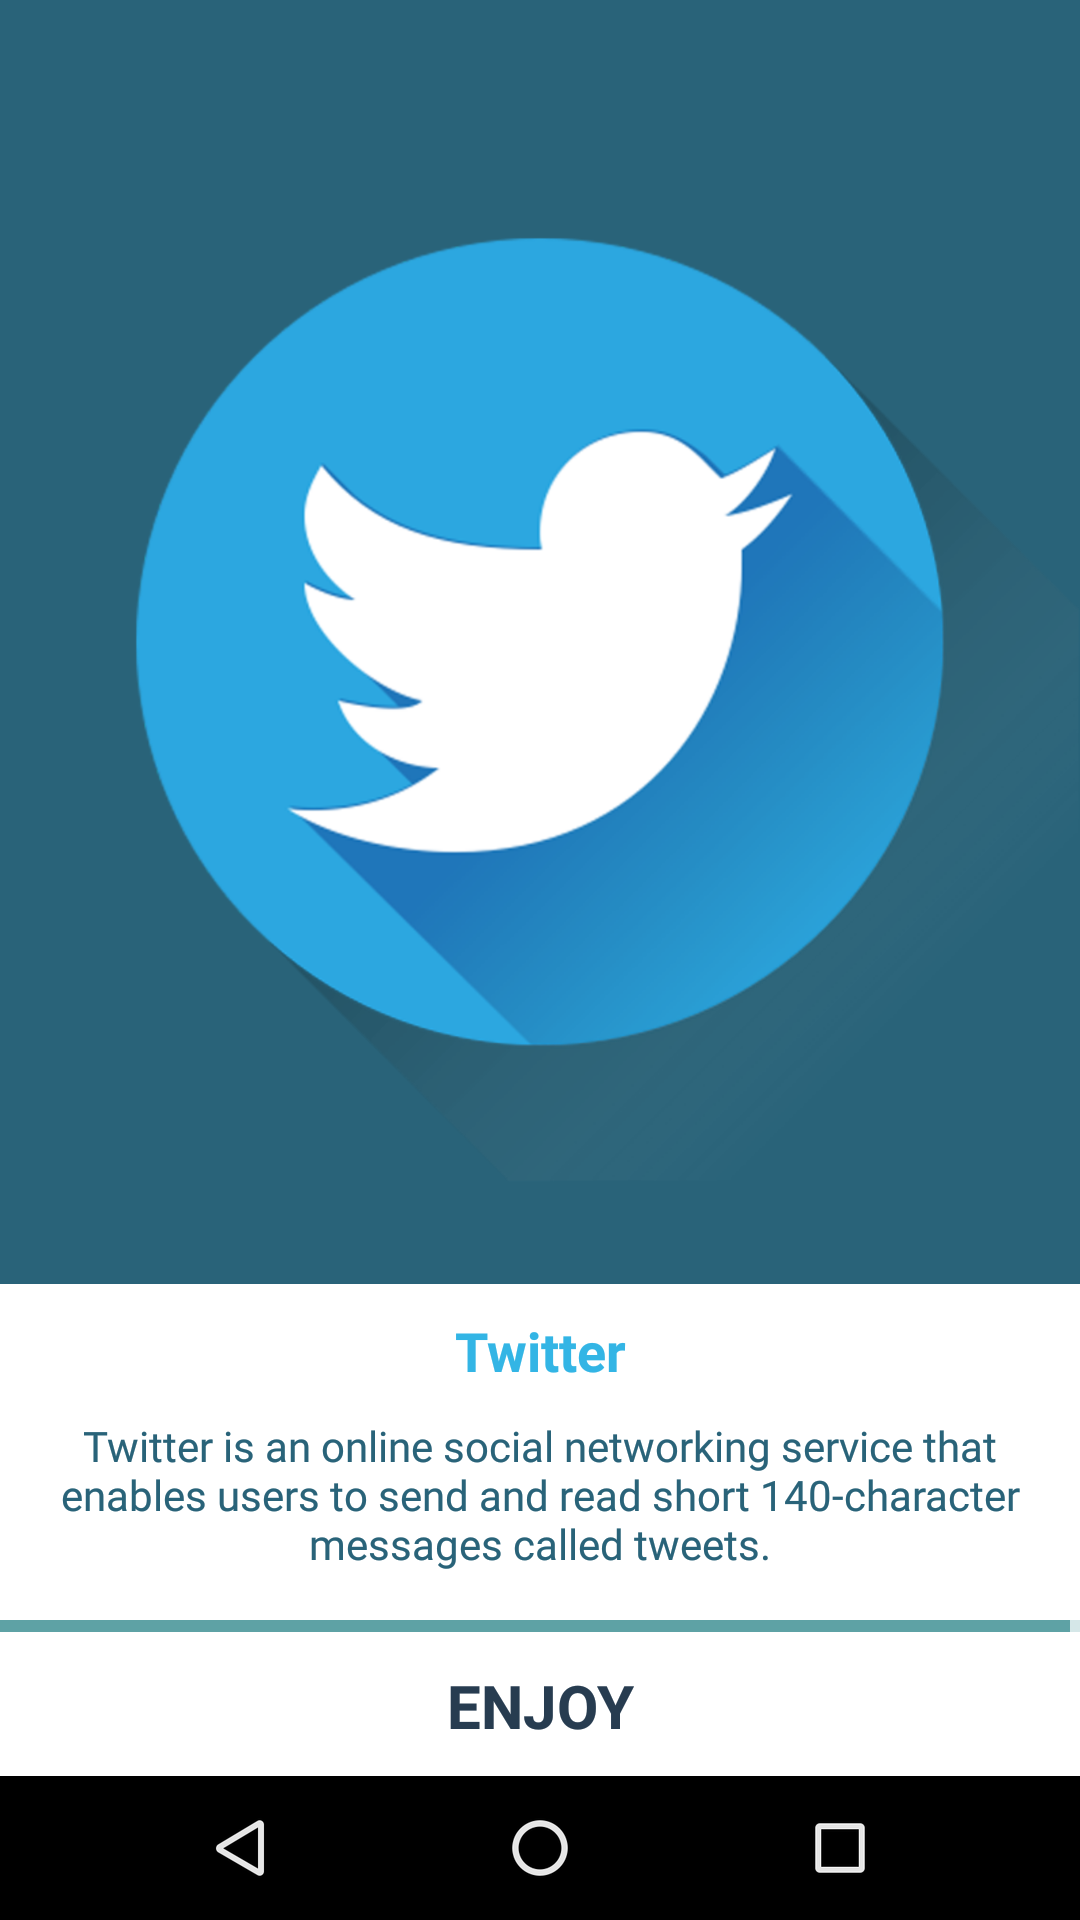 Twitter
Twitter is an online social networking service that
enables users to send and read short 140-character
messages called tweets.
ENJOY